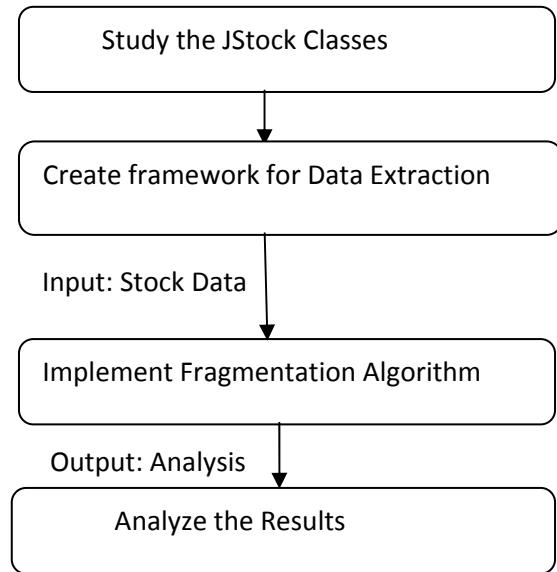 Study the JStock Classes
Create framework for Data Extraction
Input: Stock Data
Implement Fragmentation Algorithm
Output: Analysis
Analyze the Results